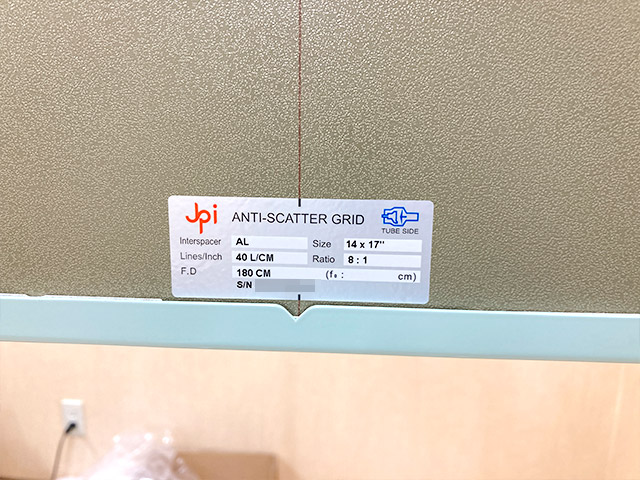 Jpi ANTI-SCATTER GRID
TUBE SIDE
Interspacer AL Size 14 x 17"
Lines/Inch 40 L/CM Ratio 8 : 1
F.D 180 CM (f₀ : cm)
S/N